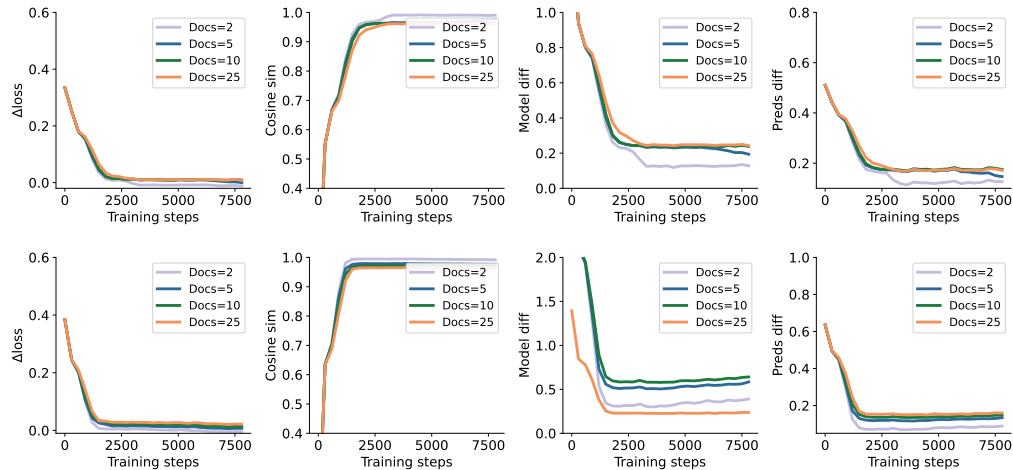 0.6
0.4
0.2
0.0
Δloss
0
2500
5000
7500
Training steps
Docs=2
Docs=5
Docs=10
Docs=25
1.0
0.9
0.8
0.7
0.6
0.5
0.4
Cosine sim
0
2500
5000
7500
Training steps
Docs=2
Docs=5
Docs=10
Docs=25
1.0
0.8
0.6
0.4
0.2
0.0
Model diff
0
2500
5000
7500
Training steps
Docs=2
Docs=5
Docs=10
Docs=25
0.8
0.6
0.4
0.2
Preds diff
0
2500
5000
7500
Training steps
Docs=2
Docs=5
Docs=10
Docs=25
0.6
0.4
0.2
0.0
Δloss
0
2500
5000
7500
Training steps
Docs=2
Docs=5
Docs=10
Docs=25
1.0
0.9
0.8
0.7
0.6
0.5
0.4
Cosine sim
0
2500
5000
7500
Training steps
Docs=2
Docs=5
Docs=10
Docs=25
2.0
1.5
1.0
0.5
0.0
Model diff
0
2500
5000
7500
Training steps
Docs=2
Docs=5
Docs=10
Docs=25
1.0
0.8
0.6
0.4
0.2
Preds diff
0
2500
5000
7500
Training steps
Docs=2
Docs=5
Docs=10
Docs=25